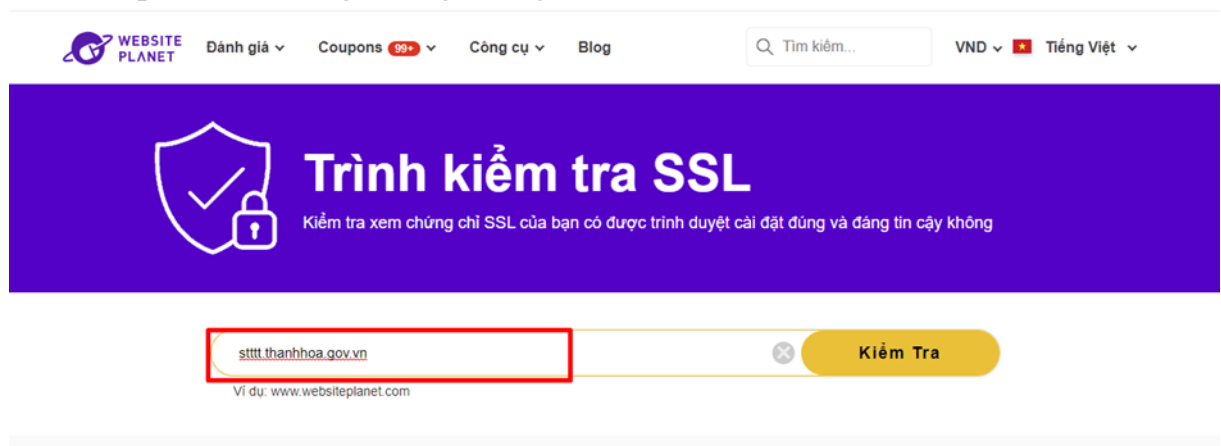 WEBSITE
PLANET
Đánh giá
Coupons 99+
Công cụ
Blog
Tìm kiếm...
VND
Tiếng Việt
Trình kiểm tra SSL
Kiểm tra xem chứng chỉ SSL của bạn có được trình duyệt cài đặt đúng và đáng tin cậy không
stttt.thanhhoa.gov.vn
Kiểm Tra
Ví dụ: www.websiteplanet.com